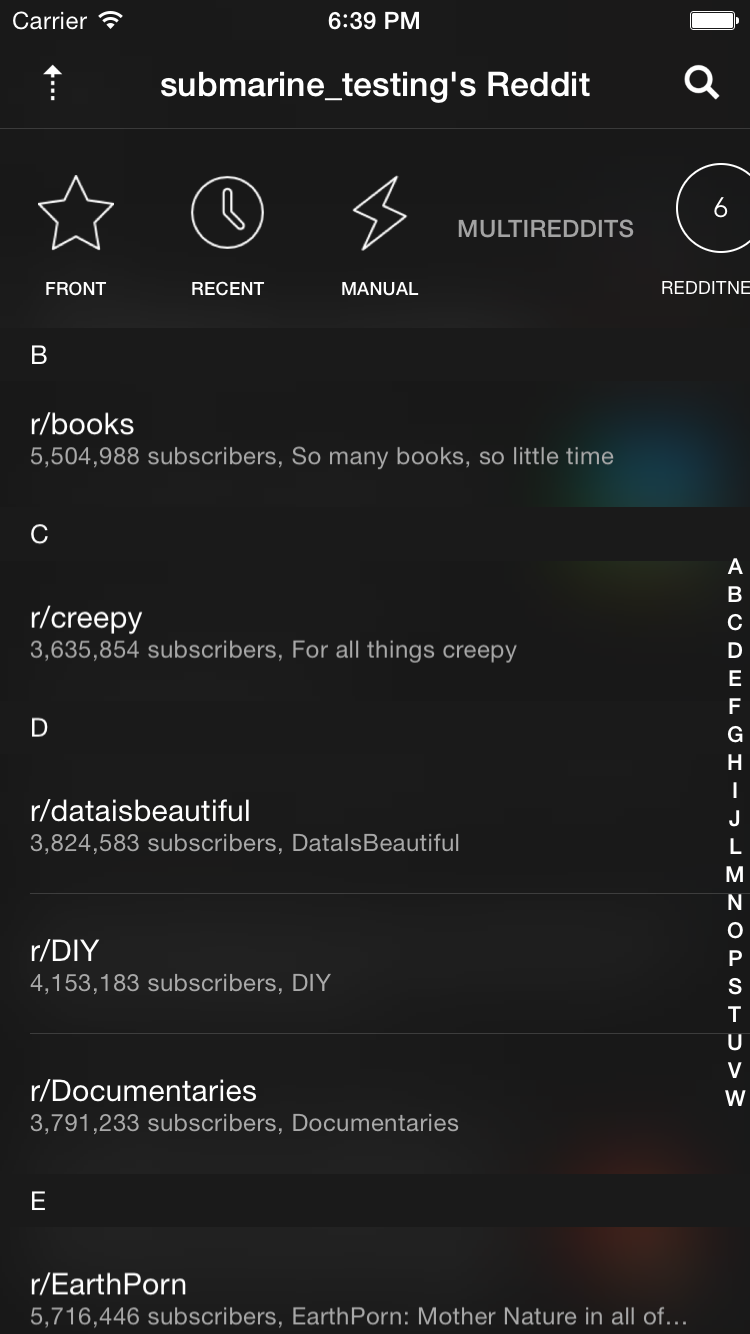 Carrier 6:39 PM
submarine_testing's Reddit
FRONT RECENT MANUAL MULTIREDDITS 6 REDDITNE
B
r/books
5,504,988 subscribers, So many books, so little time
C
r/creepy
3,635,854 subscribers, For all things creepy
D
r/dataisbeautiful
3,824,583 subscribers, DataIsBeautiful
r/DIY
4,153,183 subscribers, DIY
r/Documentaries
3,791,233 subscribers, Documentaries
E
r/EarthPorn
5,716,446 subscribers, EarthPorn: Mother Nature in all of...
A
B
C
D
E
F
G
H
I
J
L
M
N
O
P
S
T
U
V
W